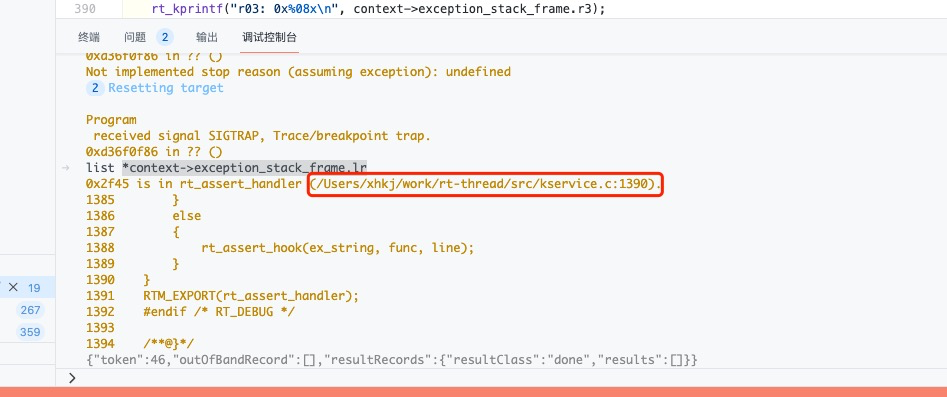 390 rt_kprintf("r03: 0x%08x\n", context->exception_stack_frame.r3);
终端 问题 2 输出 调试控制台
0xd36f0f86 in ?? ()
Not implemented stop reason (assuming exception): undefined
2 Resetting target
Program
received signal SIGTRAP, Trace/breakpoint trap.
0xd36f0f86 in ?? ()
→ list *context->exception_stack_frame.lr
0x2f45 is in rt_assert_handler (/Users/xhkj/work/rt-thread/src/kservice.c:1390).
1385 }
1386 else
1387 {
1388 rt_assert_hook(ex_string, func, line);
1389 }
1390 }
1391 RTM_EXPORT(rt_assert_handler);
1392 #endif /* RT_DEBUG */
1393
1394 /**@}*/
{"token":46,"outOfBandRecord":[],"resultRecords":{"resultClass":"done","results":[]}}
19
267
359